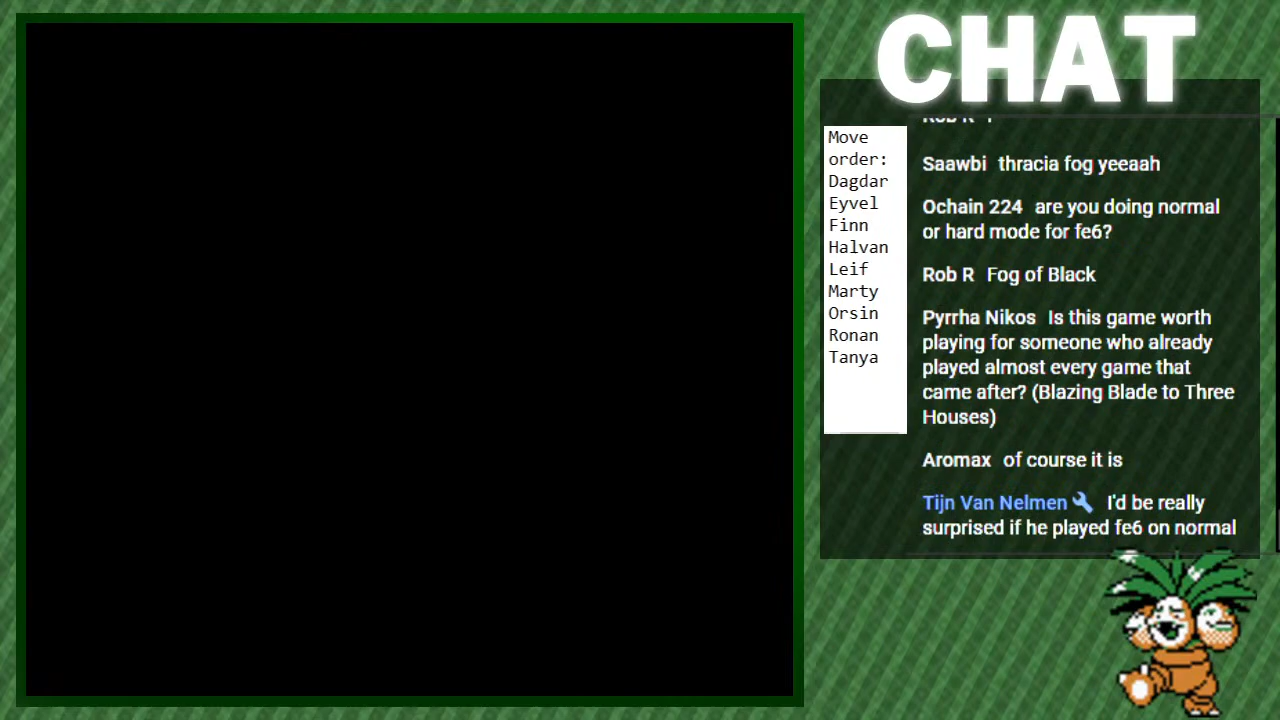 CHAT
Move
order:
Dagdar
Eyvel
Finn
Halvan
Leif
Marty
Orsin
Ronan
Tanya
Saawbi thracia fog yeeaah
Ochain 224 are you doing normal
or hard mode for fe6?
Rob R Fog of Black
Pyrrha Nikos Is this game worth
playing for someone who already
played almost every game that
came after? (Blazing Blade to Three
Houses)
Aromax of course it is
Tijn Van Nelmen I'd be really
surprised if he played fe6 on normal